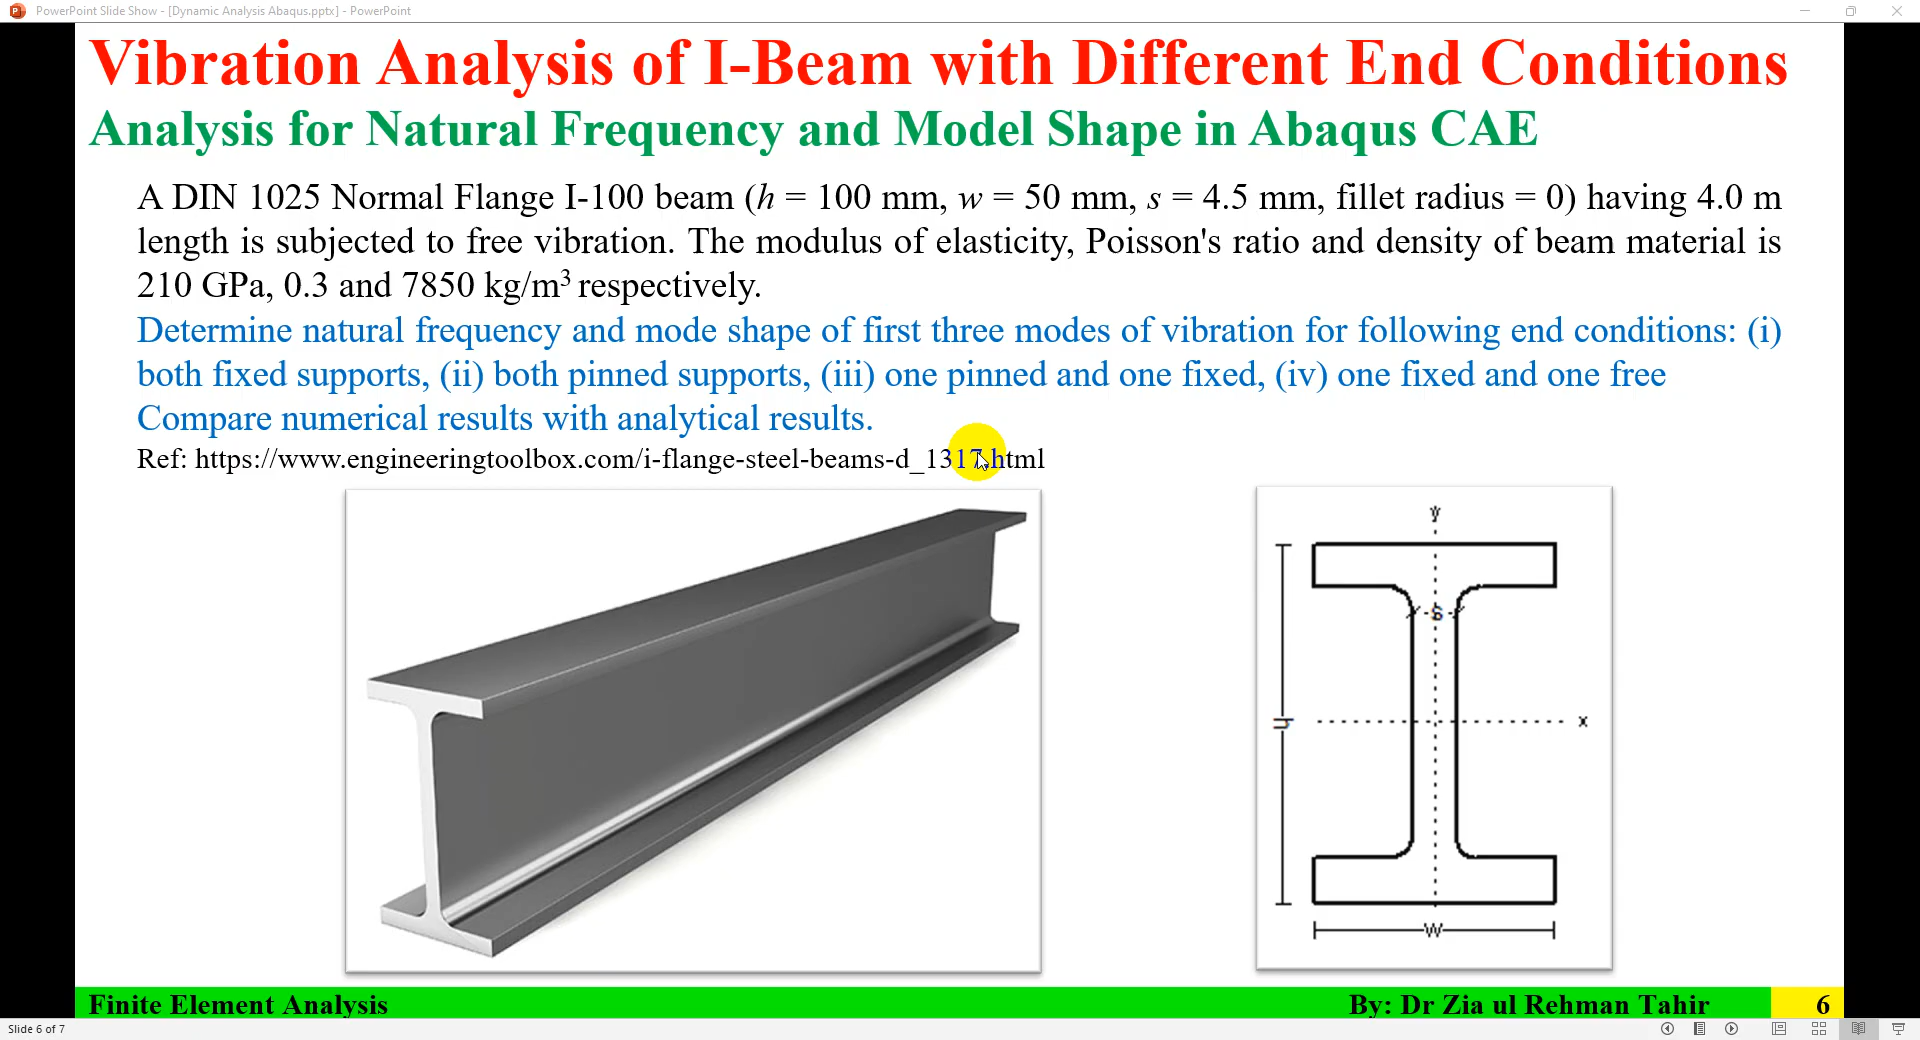 PowerPoint Slide Show - [Dynamic Analysis Abaqus.pptx] - PowerPoint
Vibration Analysis of I-Beam with Different End Conditions
Analysis for Natural Frequency and Model Shape in Abaqus CAE
A DIN 1025 Normal Flange I-100 beam (h = 100 mm, w = 50 mm, s = 4.5 mm, fillet radius = 0) having 4.0 m
length is subjected to free vibration. The modulus of elasticity, Poisson's ratio and density of beam material is
210 GPa, 0.3 and 7850 kg/m³ respectively.
Determine natural frequency and mode shape of first three modes of vibration for following end conditions: (i)
both fixed supports, (ii) both pinned supports, (iii) one pinned and one fixed, (iv) one fixed and one free
Compare numerical results with analytical results.
Ref: https://www.engineeringtoolbox.com/i-flange-steel-beams-d_1317.html
y
s
h
x
w
Finite Element Analysis
By: Dr Zia ul Rehman Tahir
6
Slide 6 of 7